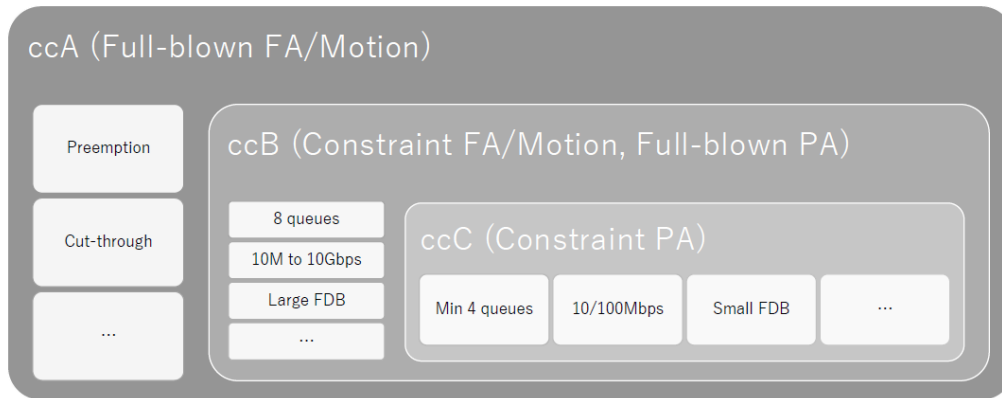 ccA (Full-blown FA/Motion)
Preemption
Cut-through
...
ccB (Constraint FA/Motion, Full-blown PA)
8 queues
10M to 10Gbps
Large FDB
...
ccC (Constraint PA)
Min 4 queues
10/100Mbps
Small FDB
...